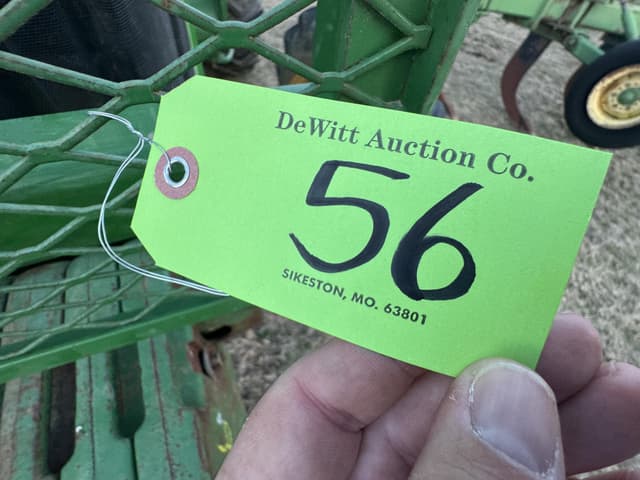 DeWitt Auction Co.
56
SIKESTON, MO. 63801